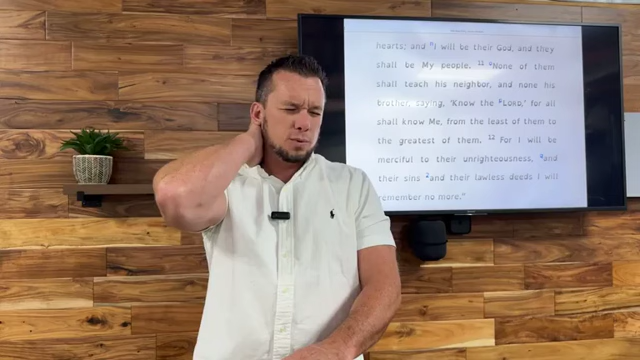 hearts; and I will be their God, and they
shall be My people. 11 None of them
shall teach his neighbor, and none his
brother, saying, 'Know the LORD,' for all
shall know Me, from the least of them to
the greatest of them. 12 For I will be
merciful to their unrighteousness, and
their sins and their lawless deeds I will
remember no more."